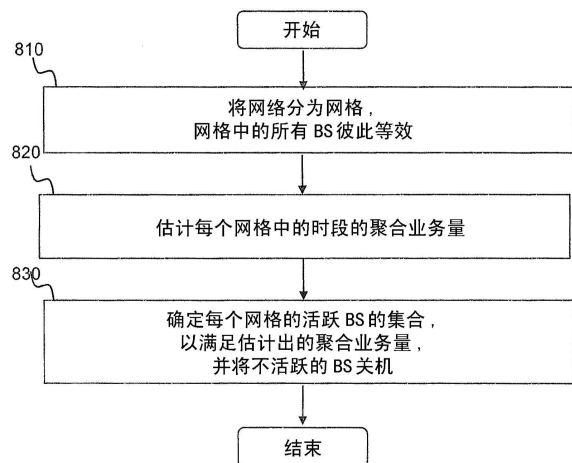 开始
810
将网络分为网格，
网格中的所有 BS 彼此等效
820
估计每个网格中的时段的聚合业务量
830
确定每个网格的活跃 BS 的集合，
以满足估计出的聚合业务量，
并将不活跃的 BS 关机
结束